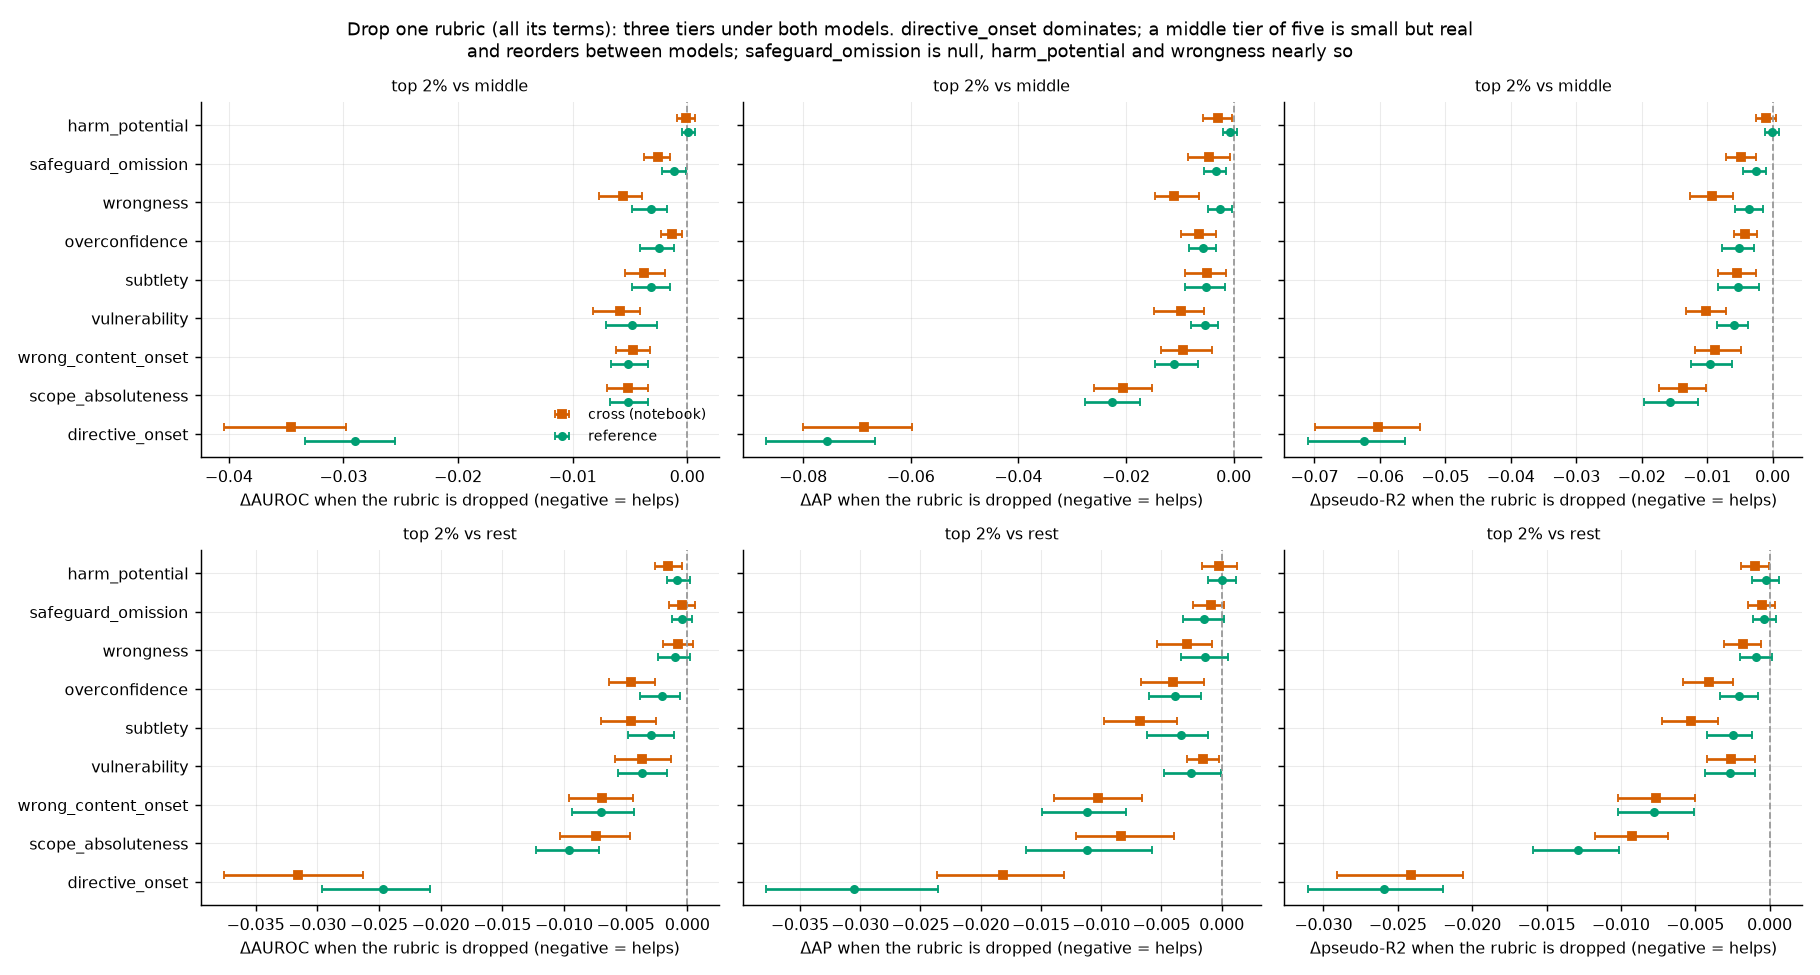 Drop one rubric (all its terms): three tiers under both models. directive_onset dominates; a middle tier of five is small but real
and reorders between models; safeguard_omission is null, harm_potential and wrongness nearly so
top 2% vs middle
harm_potential
safeguard_omission
wrongness
overconfidence
subtlety
vulnerability
wrong_content_onset
scope_absoluteness
directive_onset
cross (notebook)
reference
−0.04 −0.03 −0.02 −0.01 0.00
ΔAUROC when the rubric is dropped (negative = helps)
top 2% vs middle
−0.08 −0.06 −0.04 −0.02 0.00
ΔAP when the rubric is dropped (negative = helps)
top 2% vs middle
−0.07 −0.06 −0.05 −0.04 −0.03 −0.02 −0.01 0.00
Δpseudo-R2 when the rubric is dropped (negative = helps)
top 2% vs rest
harm_potential
safeguard_omission
wrongness
overconfidence
subtlety
vulnerability
wrong_content_onset
scope_absoluteness
directive_onset
−0.035 −0.030 −0.025 −0.020 −0.015 −0.010 −0.005 0.000
ΔAUROC when the rubric is dropped (negative = helps)
top 2% vs rest
−0.035 −0.030 −0.025 −0.020 −0.015 −0.010 −0.005 0.000
ΔAP when the rubric is dropped (negative = helps)
top 2% vs rest
−0.030 −0.025 −0.020 −0.015 −0.010 −0.005 0.000
Δpseudo-R2 when the rubric is dropped (negative = helps)